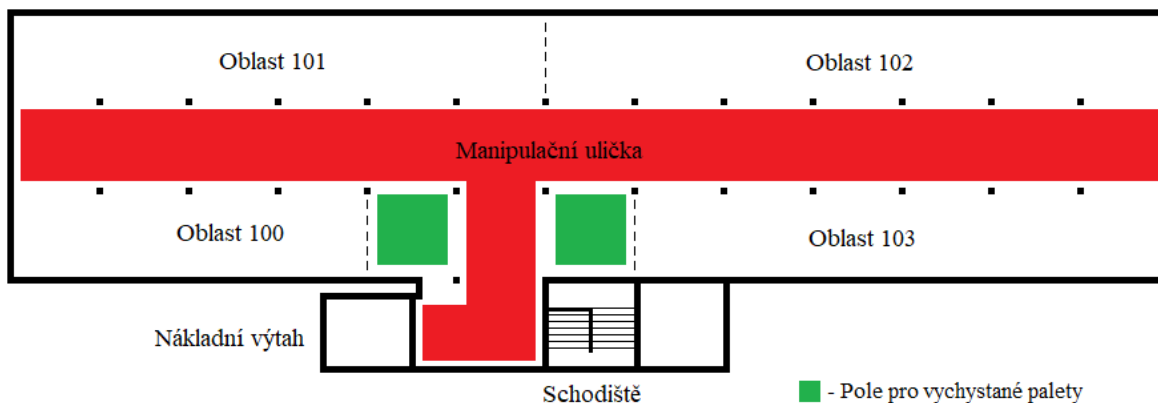 Oblast 101
Oblast 102
Manipulační ulička
Oblast 100
Oblast 103
Nákladní výtah
Schodiště
- Pole pro vychystané palety